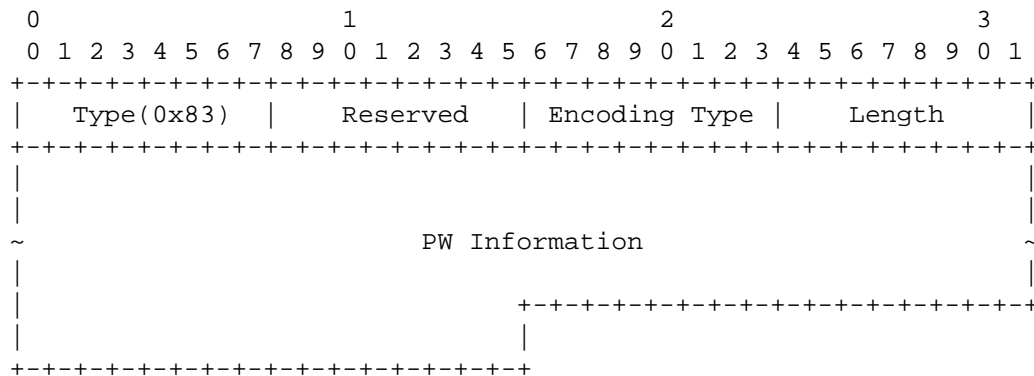 0                   1                   2                   3
 0 1 2 3 4 5 6 7 8 9 0 1 2 3 4 5 6 7 8 9 0 1 2 3 4 5 6 7 8 9 0 1
+-+-+-+-+-+-+-+-+-+-+-+-+-+-+-+-+-+-+-+-+-+-+-+-+-+-+-+-+-+-+-+-+
|   Type(0x83)  |    Reserved   | Encoding Type |    Length     |
+-+-+-+-+-+-+-+-+-+-+-+-+-+-+-+-+-+-+-+-+-+-+-+-+-+-+-+-+-+-+-+-+
|                                                               |
|                                                               |
~                         PW Information                        ~
|                                                               |
|                               +-+-+-+-+-+-+-+-+-+-+-+-+-+-+-+-+
|                               |
+-+-+-+-+-+-+-+-+-+-+-+-+-+-+-+-+